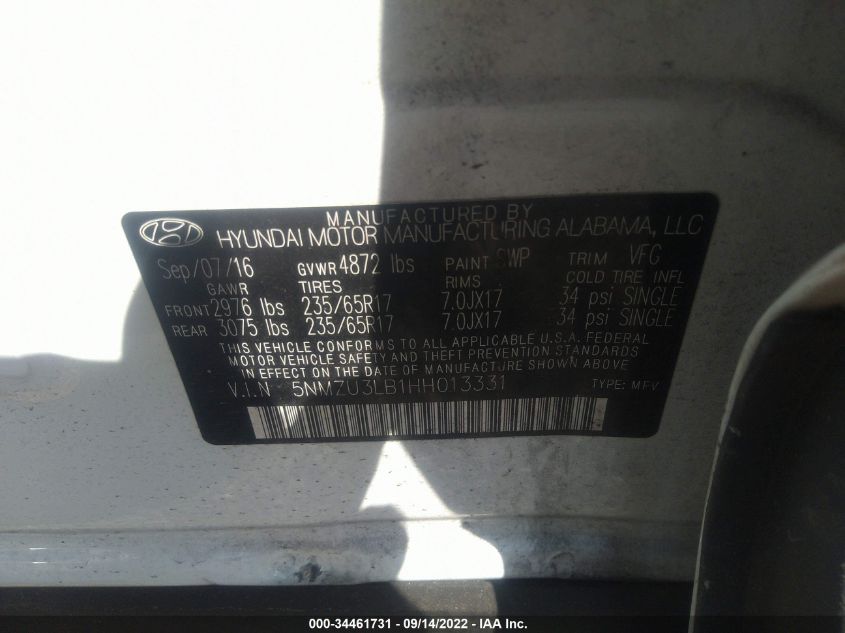 MANUFACTURED BY
HYUNDAI MOTOR MANUFACTURING ALABAMA, LLC
Sep/07/16 GVWR 4872 lbs PAINT SWP TRIM VFG
GAWR TIRES RIMS COLD TIRE INFL
FRONT 2976 lbs 235/65R17 7.0JX17 34 psi SINGLE
REAR 3075 lbs 235/65R17 7.0JX17 34 psi SINGLE
THIS VEHICLE CONFORMS TO ALL APPLICABLE U.S.A. FEDERAL
MOTOR VEHICLE SAFETY AND THEFT PREVENTION STANDARDS
IN EFFECT ON THE DATE OF MANUFACTURE SHOWN ABOVE
V.I.N 5NMZU3LB1HH013331 TYPE: MFV
000-34461731 - 09/14/2022 - IAA Inc.